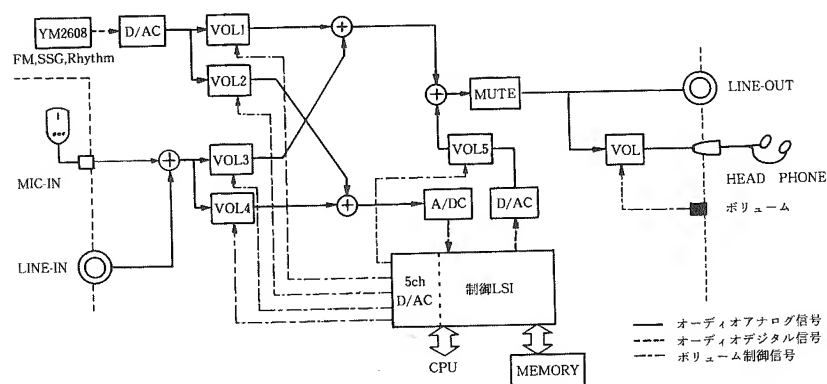 YM2608
D/AC
VOL1
FM,SSG,Rhythm
VOL2
LINE-OUT
MUTE
VOL3
VOL5
VOL
MIC-IN
HEAD PHONE
VOL4
A/DC
D/AC
ボリューム
LINE-IN
5ch
D/AC
制御LSI
オーディオアナログ信号
オーディオデジタル信号
ボリューム制御信号
CPU
MEMORY